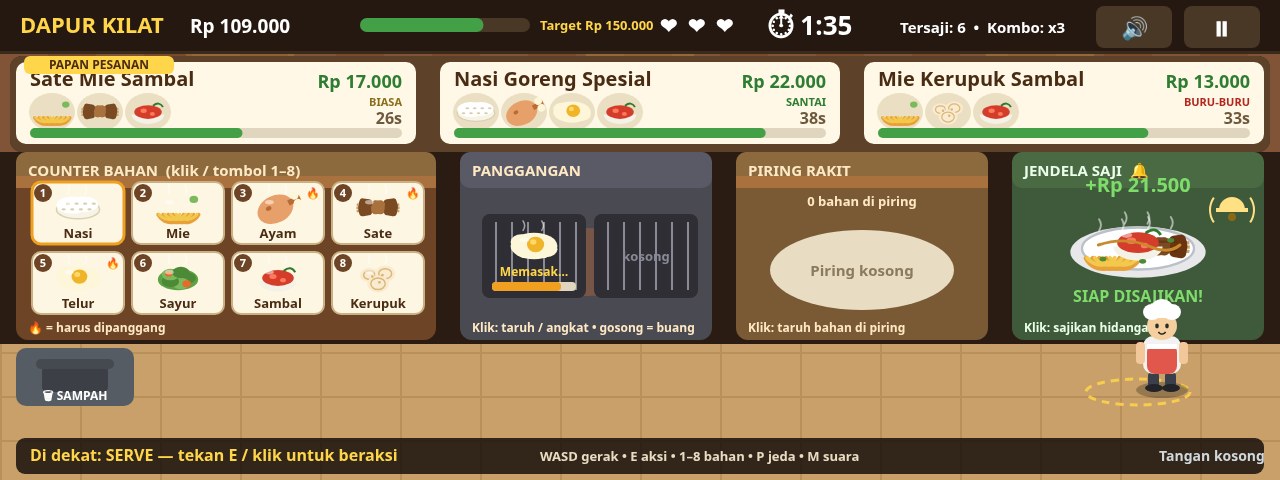 DAPUR KILAT
Rp 109.000
Target Rp 150.000
1:35
Tersaji: 6 • Kombo: x3
PAPAN PESANAN
Sate Mie Sambal
Rp 17.000
BIASA
26s
Nasi Goreng Spesial
Rp 22.000
SANTAI
38s
Mie Kerupuk Sambal
Rp 13.000
BURU-BURU
33s
COUNTER BAHAN (klik / tombol 1–8)
1
Nasi
2
Mie
3
Ayam
4
Sate
5
Telur
6
Sayur
7
Sambal
8
Kerupuk
= harus dipanggang
PANGGANGAN
Memasak...
kosong
Klik: taruh / angkat • gosong = buang
PIRING RAKIT
0 bahan di piring
Piring kosong
Klik: taruh bahan di piring
JENDELA SAJI
+Rp 21.500
SIAP DISAJIKAN!
Klik: sajikan hidanga
SAMPAH
Di dekat: SERVE — tekan E / klik untuk beraksi
WASD gerak • E aksi • 1–8 bahan • P jeda • M suara
Tangan kosong